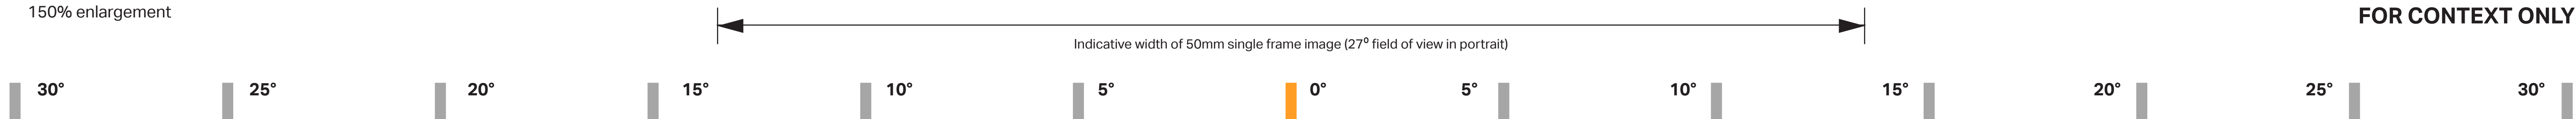 150% enlargement
FOR CONTEXT ONLY
Indicative width of 50mm single frame image (27° field of view in portrait)
30° 25° 20° 15° 10° 5° 0° 5° 10° 15° 20° 25° 30°